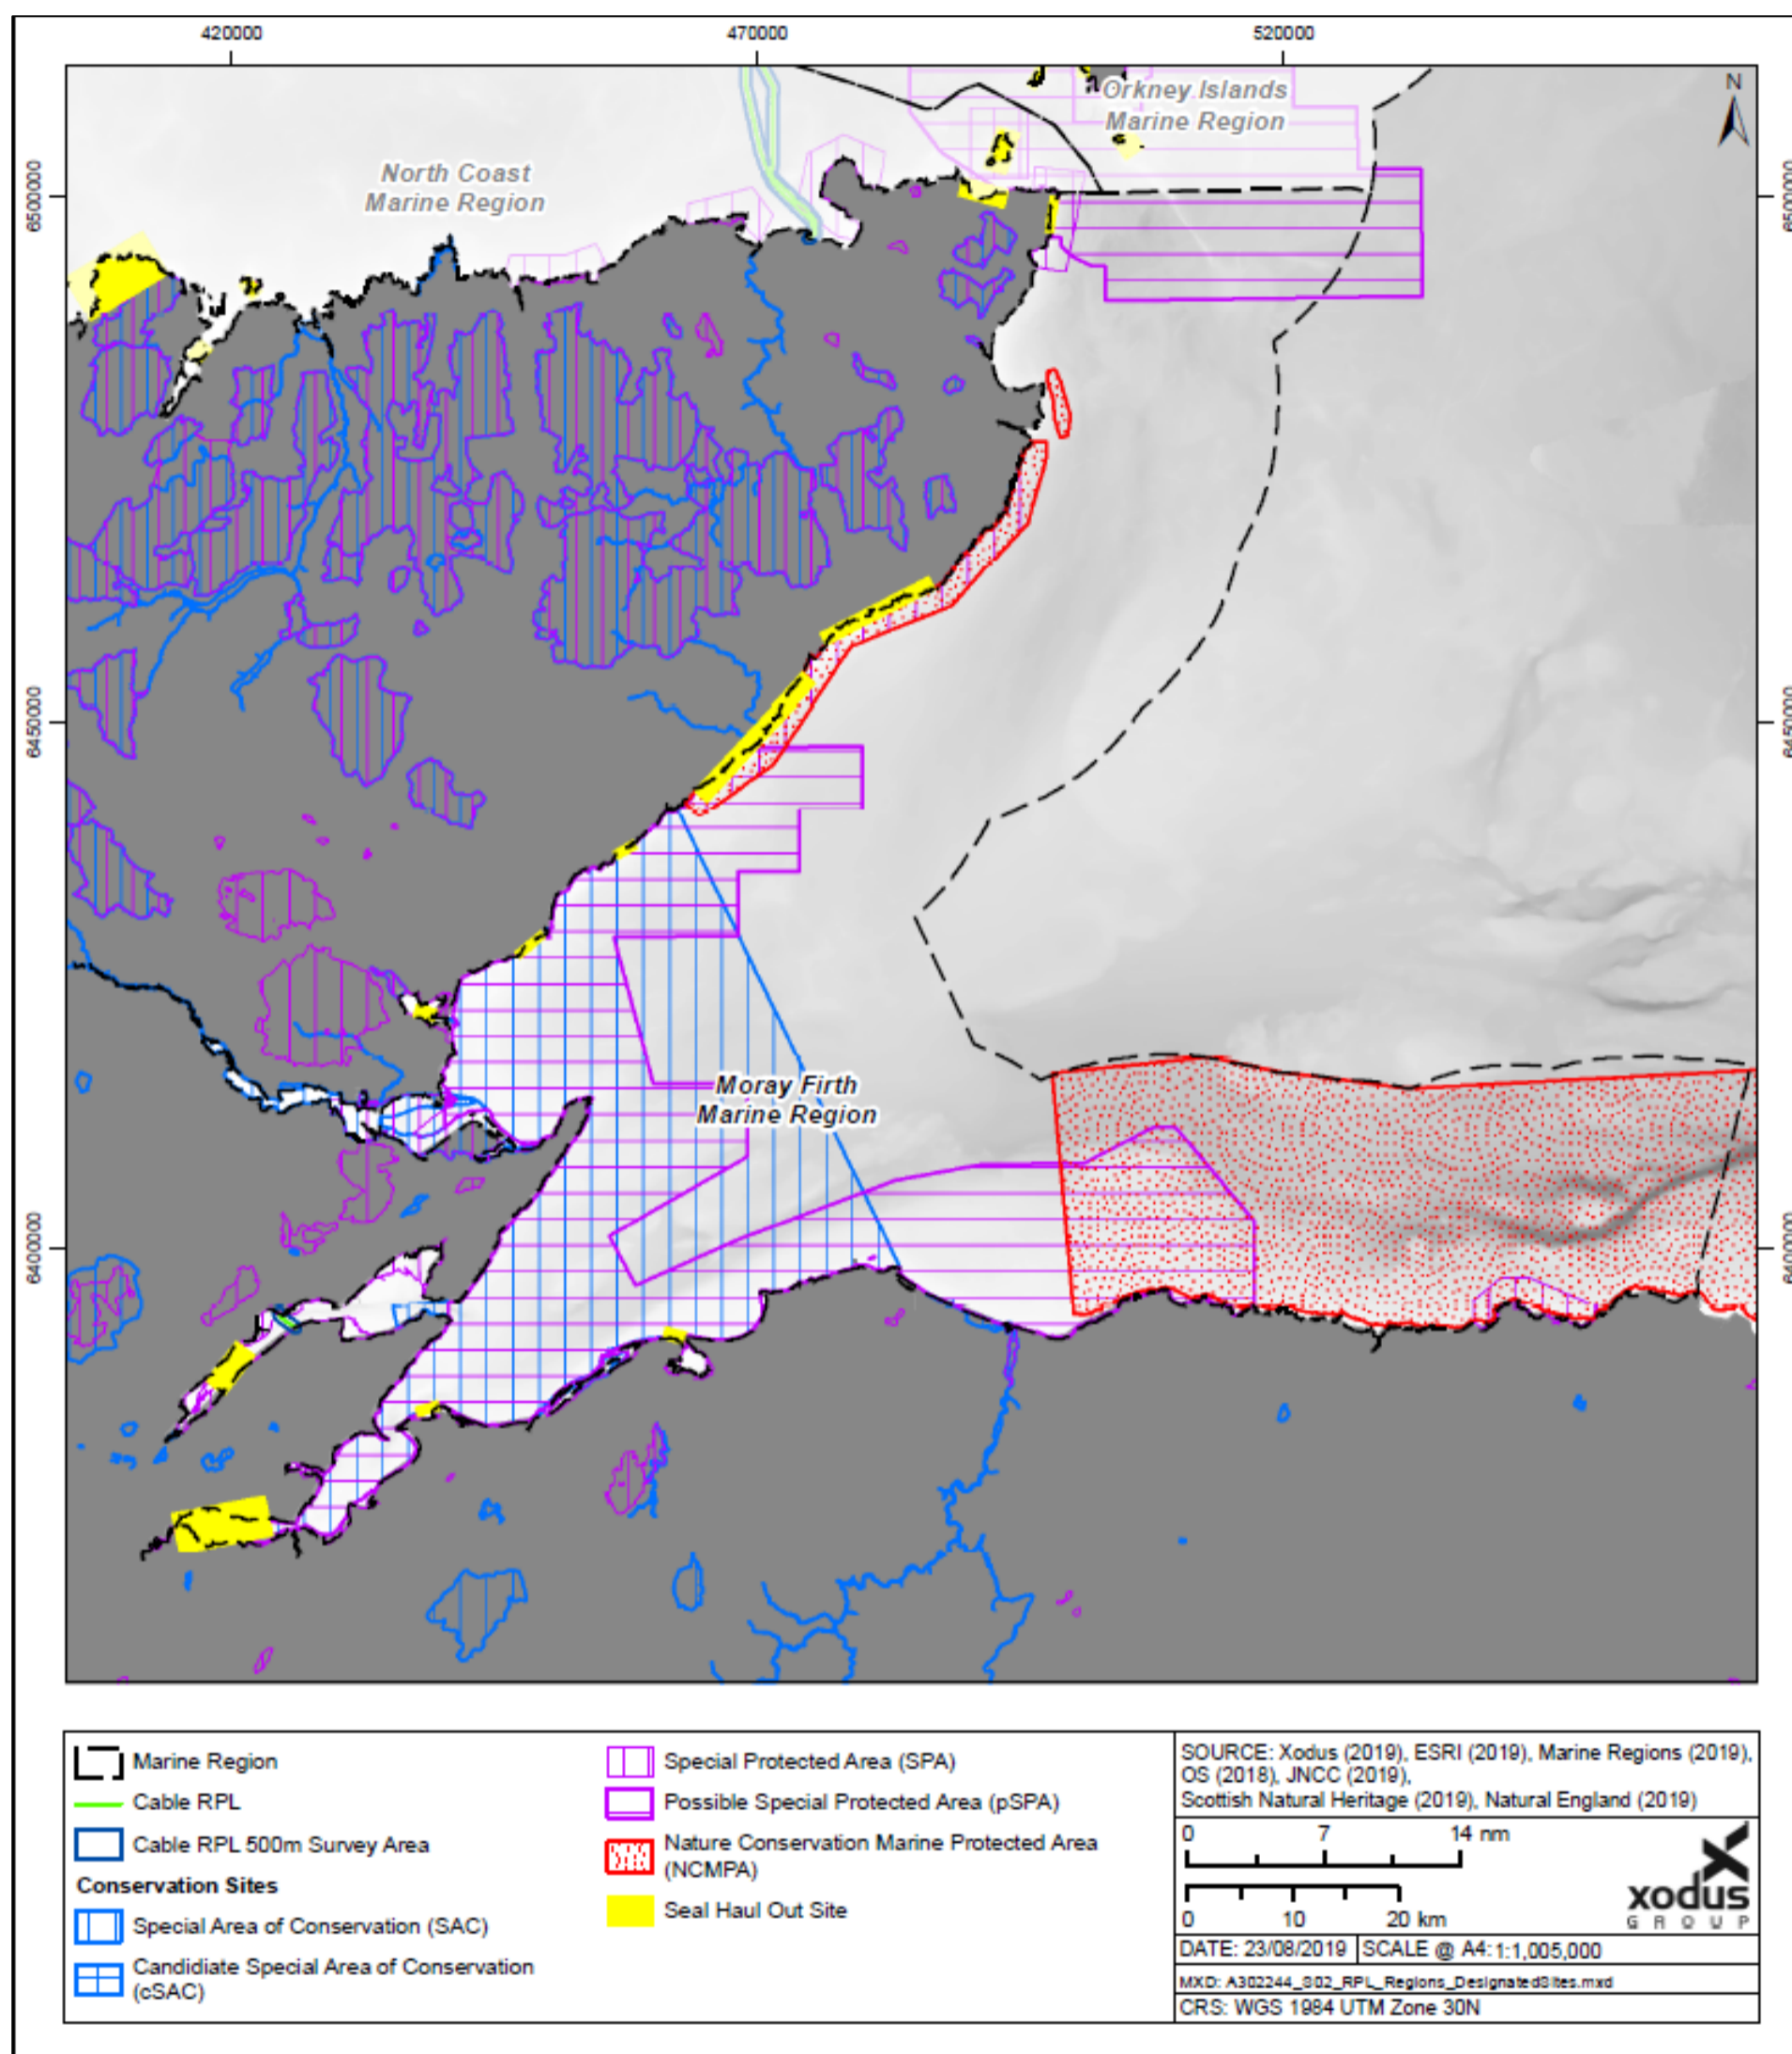 420000 470000 520000
N
Orkney Islands
Marine Region
North Coast
Marine Region
6500000
6500000
6450000
6450000
Moray Firth
Marine Region
6400000
6400000
Marine Region
Cable RPL
Cable RPL 500m Survey Area
Conservation Sites
Special Area of Conservation (SAC)
Candidiate Special Area of Conservation
(cSAC)
Special Protected Area (SPA)
Possible Special Protected Area (pSPA)
Nature Conservation Marine Protected Area
(NCMPA)
Seal Haul Out Site
SOURCE: Xodus (2019), ESRI (2019), Marine Regions (2019),
OS (2018), JNCC (2019),
Scottish Natural Heritage (2019), Natural England (2019)
0 7 14 nm
0 10 20 km
xodus
GROUP
DATE: 23/08/2019 SCALE @ A4: 1:1,005,000
MXD: A302244_S02_RPL_Regions_DesignatedSites.mxd
CRS: WGS 1984 UTM Zone 30N